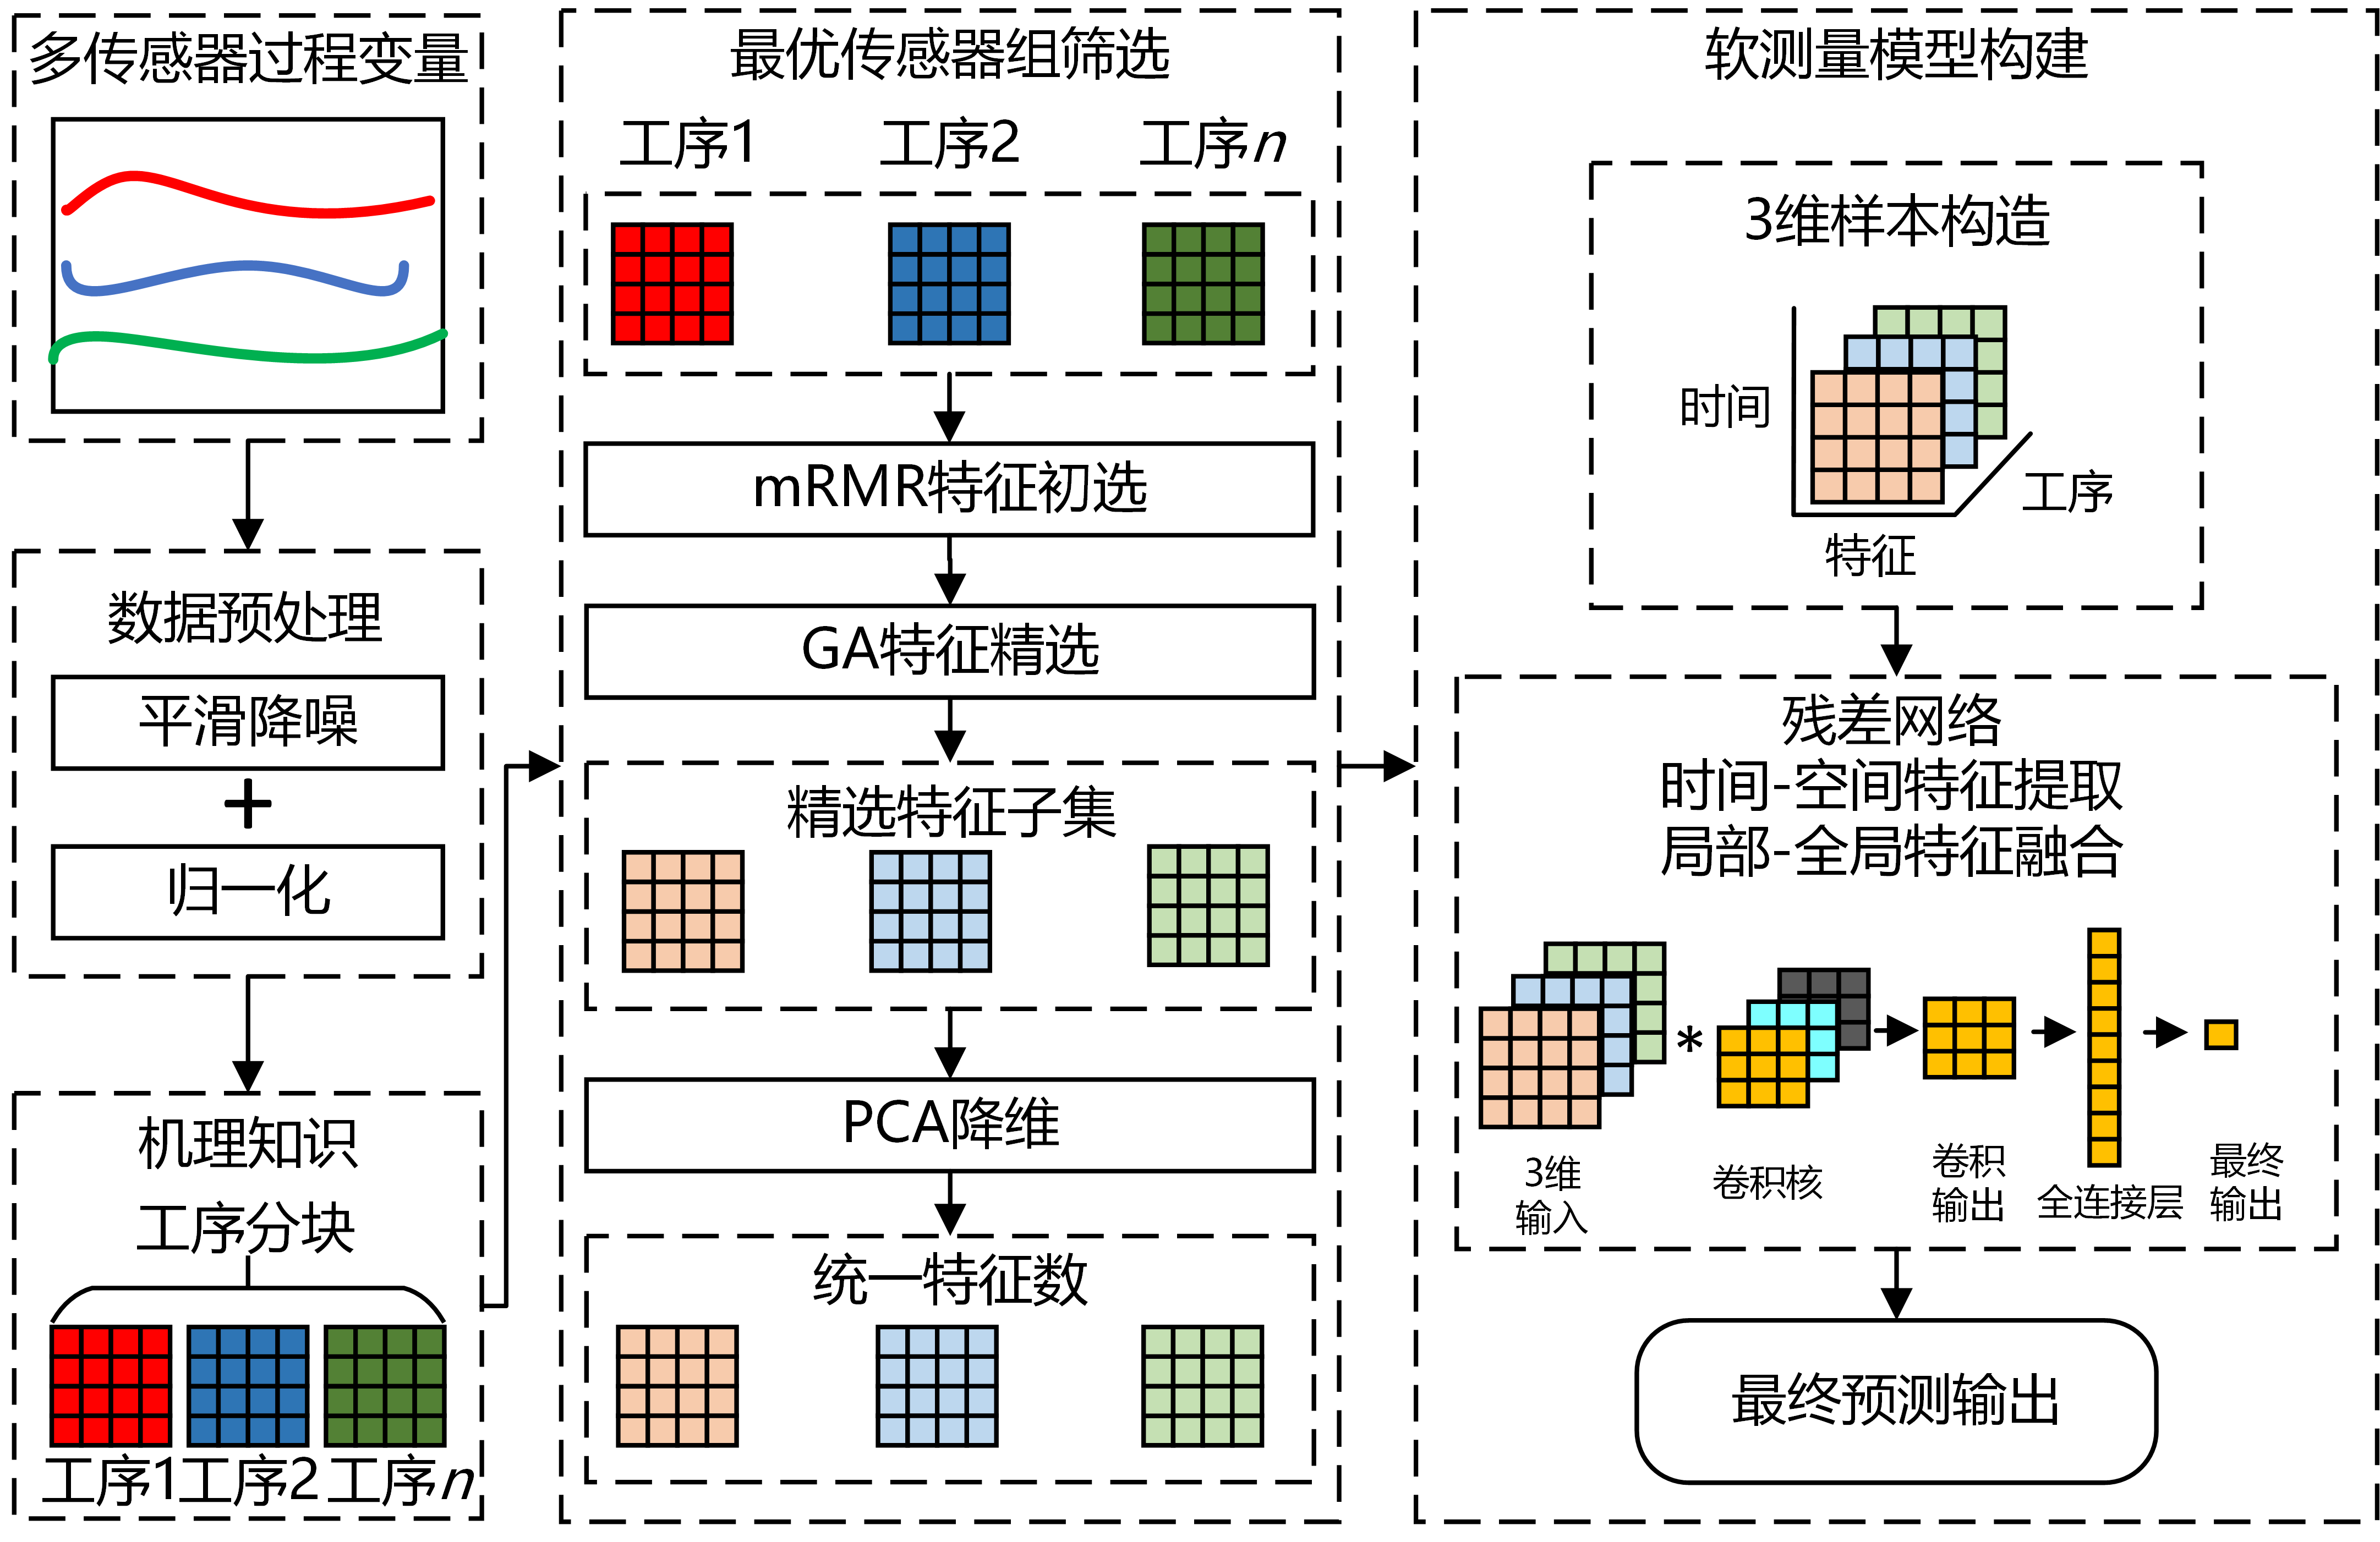 多传感器过程变量
数据预处理
平滑降噪
+
归一化
机理知识
工序分块
工序1 工序2 工序n
最优传感器组筛选
工序1 工序2 工序n
mRMR特征初选
GA特征精选
精选特征子集
PCA降维
统一特征数
软测量模型构建
3维样本构造
时间
工序
特征
残差网络
时间-空间特征提取
局部-全局特征融合
*
3维
输入
卷积核
卷积
输出
全连接层
最终
输出
最终预测输出